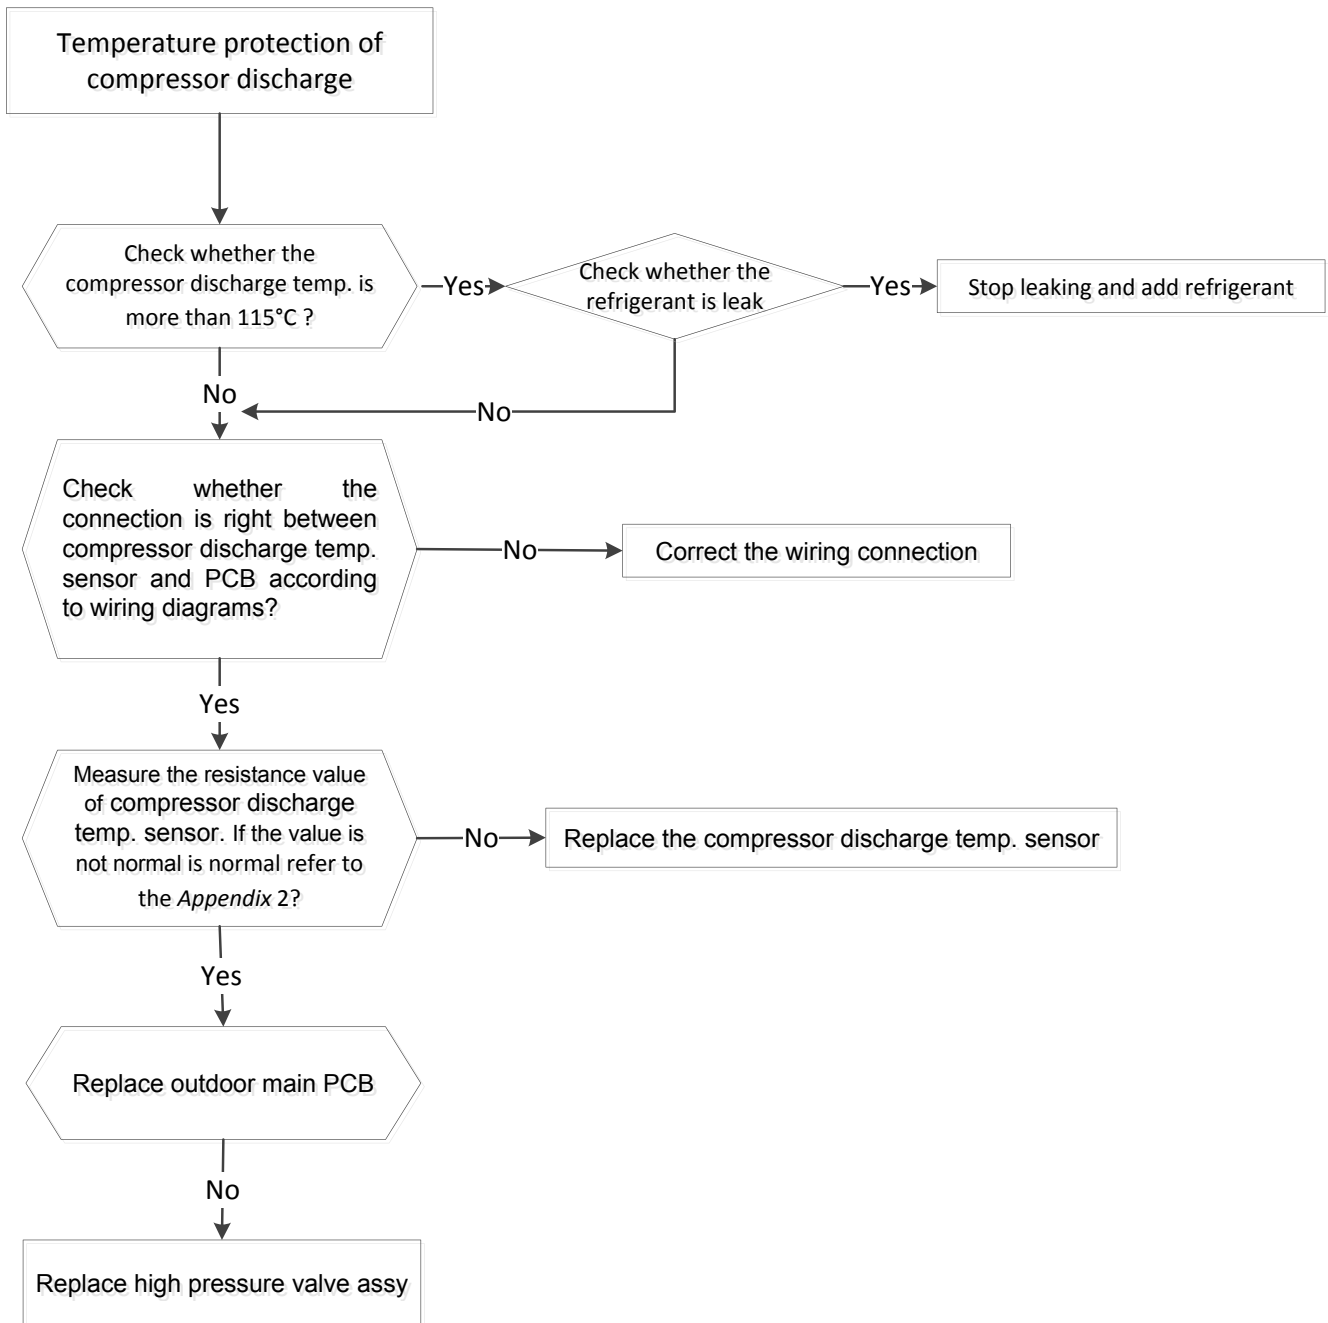 Temperature protection of
compressor discharge
Check whether the
compressor discharge temp. is
more than 115°C ?
Yes
Check whether the
refrigerant is leak
Yes
Stop leaking and add refrigerant
No
No
Check whether the
connection is right between
compressor discharge temp.
sensor and PCB according
to wiring diagrams?
No
Correct the wiring connection
Yes
Measure the resistance value
of compressor discharge
temp. sensor. If the value is
not normal is normal refer to
the Appendix 2?
No
Replace the compressor discharge temp. sensor
Yes
Replace outdoor main PCB
No
Replace high pressure valve assy